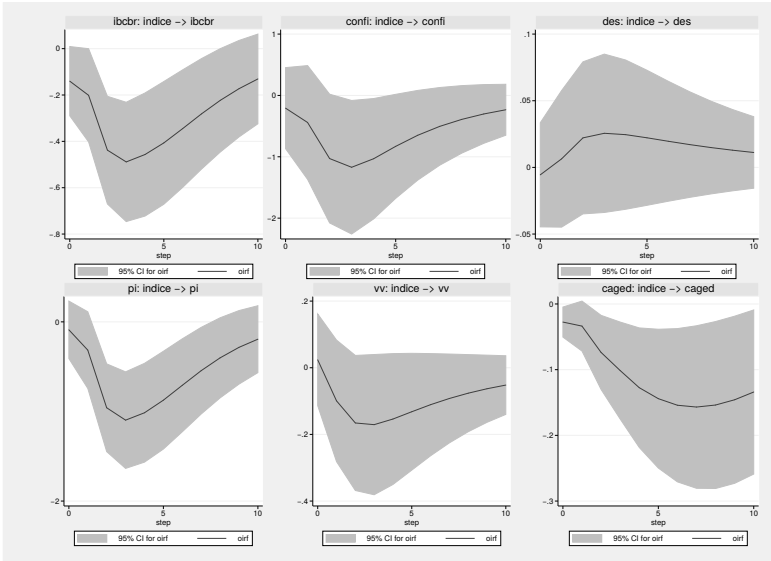 ibcbr: indice -> ibcbr
0
-.2
-.4
-.6
-.8
0
5
10
step
95% CI for oirf
oirf
confi: indice -> confi
1
0
-1
-2
0
5
10
step
95% CI for oirf
oirf
des: indice -> des
.1
.05
0
-.05
0
5
10
step
95% CI for oirf
oirf
pi: indice -> pi
0
-2
0
5
10
step
95% CI for oirf
oirf
vv: indice -> vv
.2
0
-.2
-.4
0
5
10
step
95% CI for oirf
oirf
caged: indice -> caged
0
-.1
-.2
-.3
0
5
10
step
95% CI for oirf
oirf